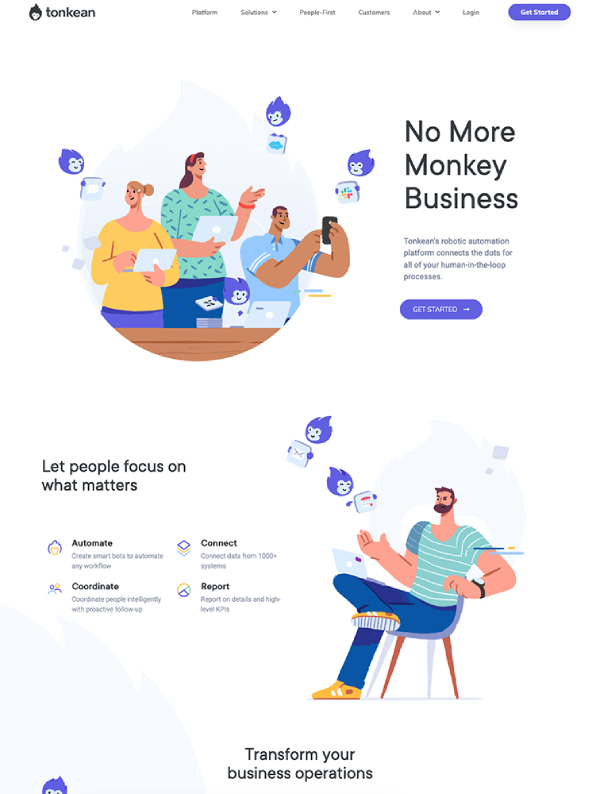 tonkean
Platform Solutions People-First Customers About Login Get Started
No More
Monkey
Business
Tonkean's robotic automation
platform connects the dots for
all of your human-in-the-loop
processes.
GET STARTED
Let people focus on
what matters
Automate
Create smart bots to automate
any workflow
Connect
Connect data from 1000+
systems
Coordinate
Coordinate people intelligently
with proactive follow-up
Report
Report on details and high-
level KPIs
Transform your
business operations